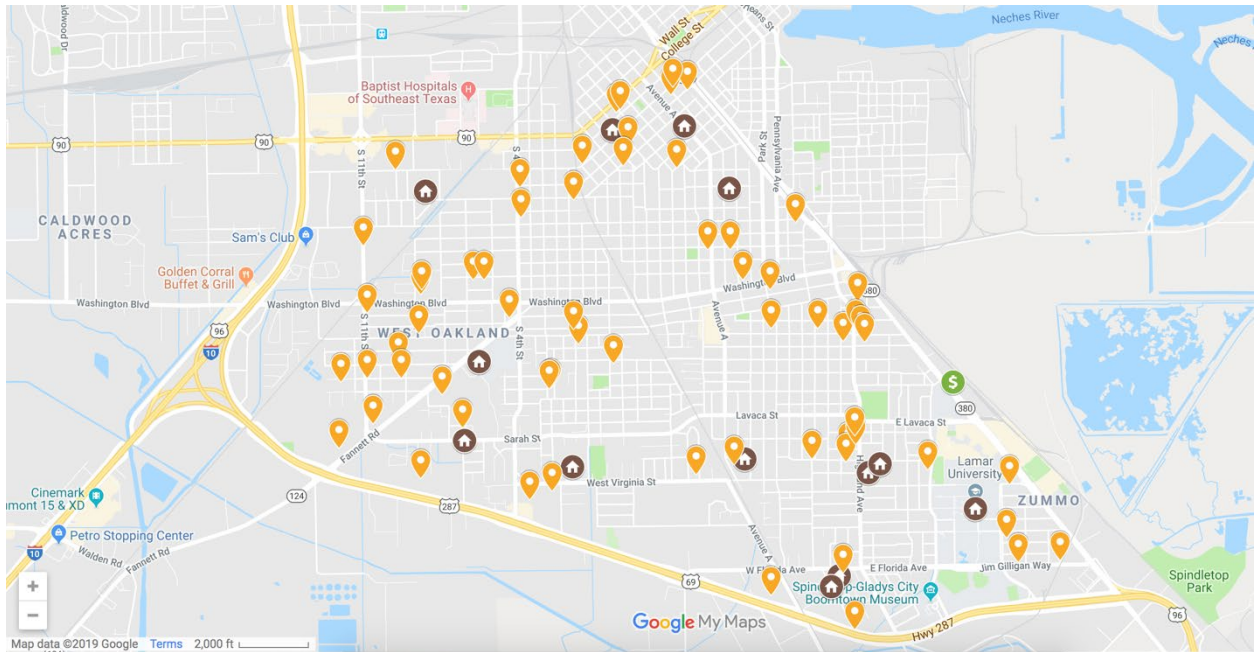 Wall St
College St
Neches River
Neches
Baptist Hospitals
of Southeast Texas
H
Avenue A
90
90
90
S 11th St
Park St
Pennsylvania Ave
CALDWOOD
ACRES
Sam's Club
Golden Corral
Buffet & Grill
Washington Blvd
Washington Blvd
Washington Blvd
Washington Blvd
380
96
10
S 11th S
WEST OAKLAND
S 4th St
Avenue A
$
380
Lavaca St
E Lavaca St
Fannett Rd
Sarah St
Lamar
University
ZUMMO
Cinemark
umont 15 & XD
124
287
West Virginia St
Petro Stopping Center
10
Walden Rd
Fannett Rd
Avenue A
69
W Florida Ave
E Florida Ave
Jim Gilligan Way
Boomtown Museum
Spindletop
Park
96
Hwy 287
+
−
Google My Maps
Map data ©2019 Google Terms 2,000 ft